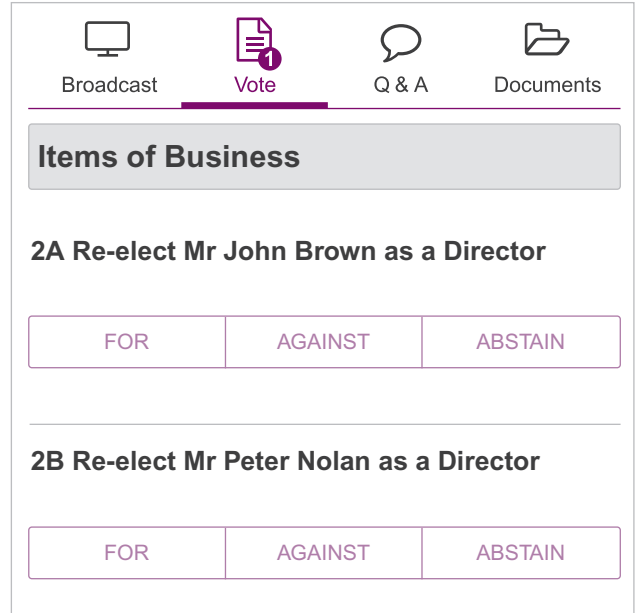 1
Broadcast Vote Q & A Documents
Items of Business
2A Re-elect Mr John Brown as a Director
FOR AGAINST ABSTAIN
2B Re-elect Mr Peter Nolan as a Director
FOR AGAINST ABSTAIN